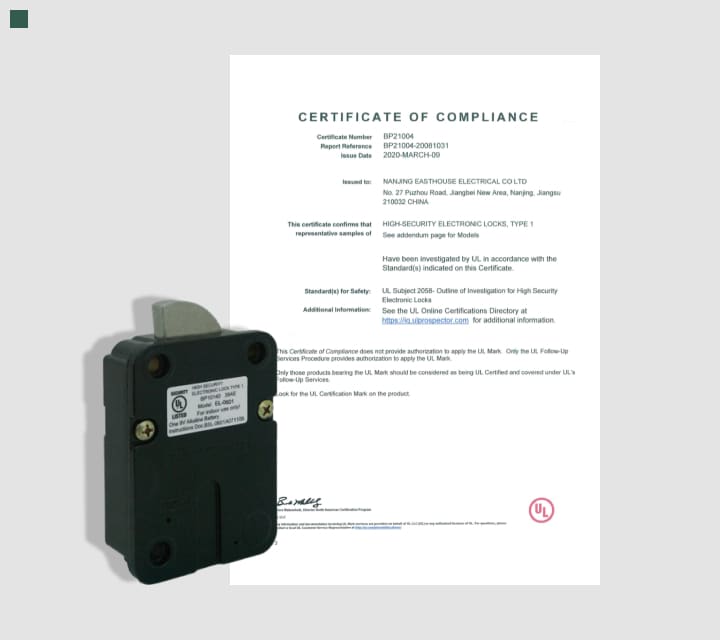 CERTIFICATE OF COMPLIANCE
Certificate Number BP21004
Report Reference BP21004-20081031
Issue Date 2020-MARCH-09
Issued to: NANJING EASTHOUSE ELECTRICAL CO LTD
No. 27 Puzhou Road, Jiangbei New Area, Nanjing, Jiangsu
210032 CHINA
This certificate confirms that HIGH-SECURITY ELECTRONIC LOCKS, TYPE 1
representative samples of See addendum page for Models
Have been investigated by UL in accordance with the
Standard(s) indicated on this Certificate.
Standard(s) for Safety: UL Subject 2058- Outline of Investigation for High Security
Electronic Locks
Additional Information: See the UL Online Certifications Directory at
https://iq.ulprospector.com for additional information.
This Certificate of Compliance does not provide authorization to apply the UL Mark. Only the UL Follow-Up
Services Procedure provides authorization to apply the UL Mark.
Only those products bearing the UL Mark should be considered as being UL Certified and covered under UL's
Follow-Up Services.
Look for the UL Certification Mark on the product.
UL
SECURITY
HIGH SECURITY
ELECTRONIC LOCK TYPE 1
UL
LISTED
Model: EL-0601
For indoor use only!
One 9V Alkaline Battery